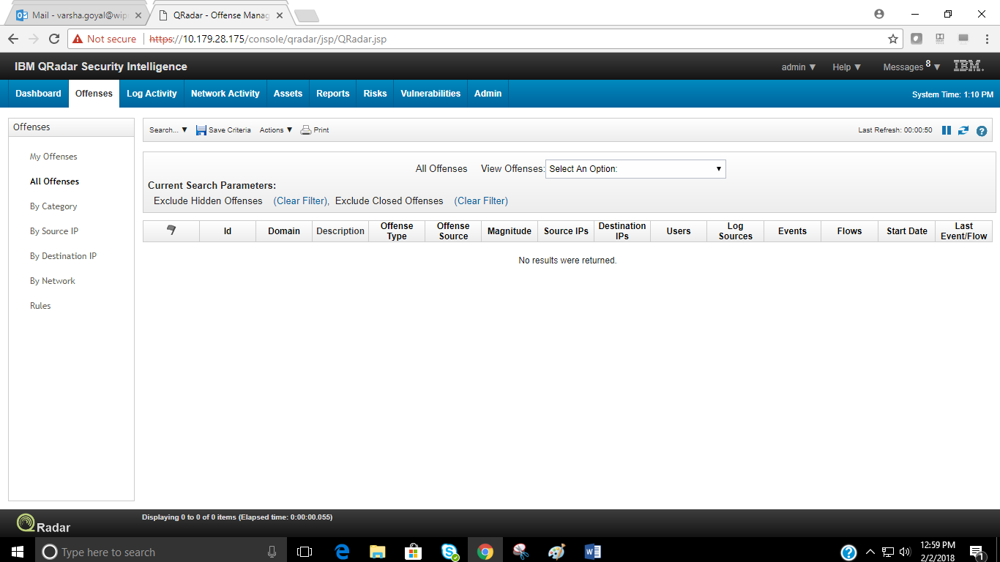 Mail - varsha.goyal@wip
QRadar - Offense Manag
Not secure https://10.179.28.175/console/qradar/jsp/QRadar.jsp
IBM QRadar Security Intelligence
admin ▼ Help ▼ Messages 8 ▼ IBM.
Dashboard Offenses Log Activity Network Activity Assets Reports Risks Vulnerabilities Admin System Time: 1:10 PM
Offenses
My Offenses
All Offenses
By Category
By Source IP
By Destination IP
By Network
Rules
Search... ▼ Save Criteria Actions ▼ Print Last Refresh: 00:00:50
All Offenses View Offenses: Select An Option:
Current Search Parameters:
Exclude Hidden Offenses (Clear Filter), Exclude Closed Offenses (Clear Filter)
Id Domain Description Offense Type Offense Source Magnitude Source IPs Destination IPs Users Log Sources Events Flows Start Date Last Event/Flow
No results were returned.
QRadar
Displaying 0 to 0 of 0 items (Elapsed time: 0:00:00.055)
Type here to search
12:59 PM
2/2/2018
1